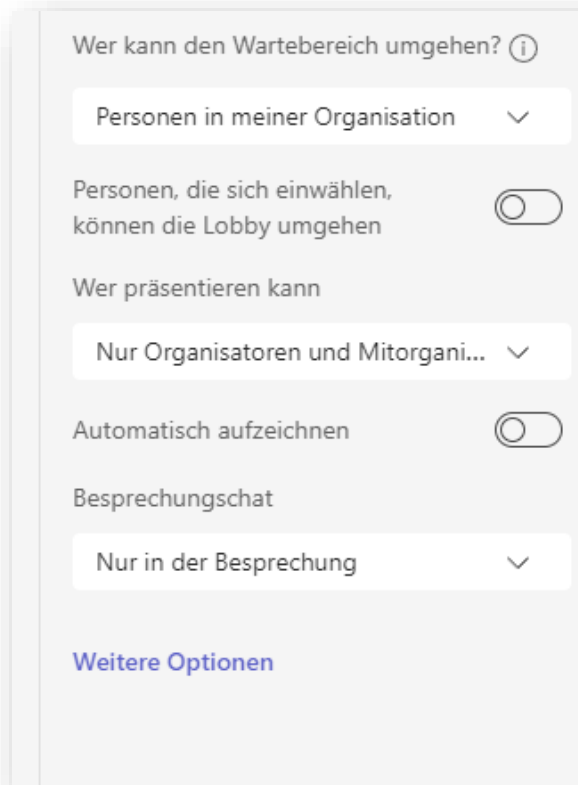 Wer kann den Wartebereich umgehen?
Personen in meiner Organisation
Personen, die sich einwählen,
können die Lobby umgehen
Wer präsentieren kann
Nur Organisatoren und Mitorgani...
Automatisch aufzeichnen
Besprechungschat
Nur in der Besprechung
Weitere Optionen